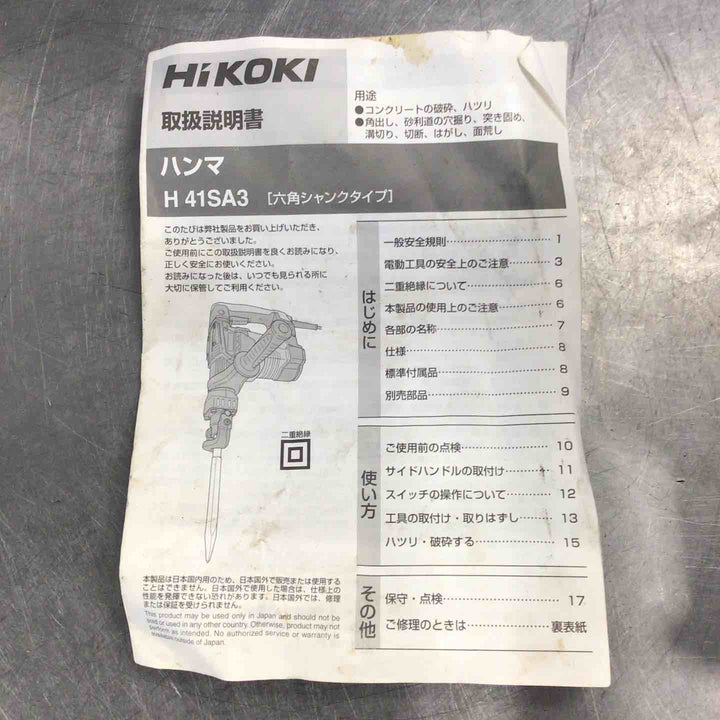 HiKOKI
取扱説明書
用途
●コンクリートの破砕、ハツリ
●角出し、砂利道の穴掘り、突き固め、
溝切り、切断、はがし、面荒し
ハンマ
H 41SA3 [六角シャンクタイプ]
このたびは弊社製品をお買い上げいただき、
ありがとうございました。
ご使用前にこの取扱説明書を良くお読みになり、
正しく安全にお使いください。
お読みになった後は、いつでも見られる所に
大切に保管してご利用ください。
二重絶縁
本製品は日本国内用のため、日本国外で販売または使用する
ことはできません。日本国外で使用した場合は、仕様上の
性能を発揮できない恐れがあります。日本国外では、修理
または保証を受けられません。
This product may be used only in Japan and should not be
sold or used in any other country. Otherwise, product may not
perform as intended. No authorized service or warranty is
available outside of Japan.
はじめに
一般安全規則……………………… 1
電動工具の安全上のご注意……… 3
二重絶縁について………………… 6
本製品の使用上のご注意………… 6
各部の名称………………………… 7
仕様………………………………… 8
標準付属品………………………… 8
別売部品…………………………… 9
使い方
ご使用前の点検…………………… 10
サイドハンドルの取付け………… 11
スイッチの操作について………… 12
工具の取付け・取りはずし……… 13
ハツリ・破砕する………………… 15
その他
保守・点検………………………… 17
ご修理のときは…………… 裏表紙